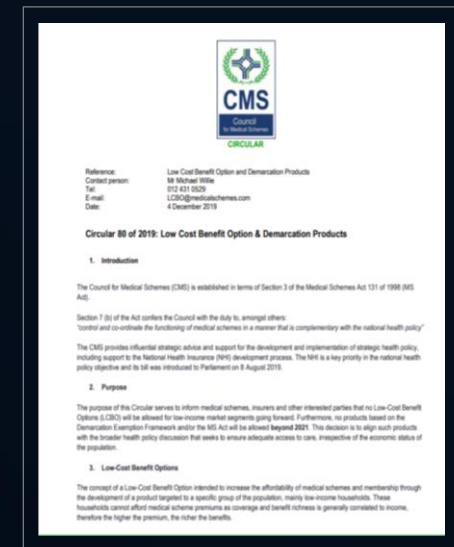 CMS
Council
for Medical Schemes
CIRCULAR
Reference: Low Cost Benefit Option and Demarcation Products
Contact person: Mr Michael Willie
Tel: 012 431 0529
E-mail: LCBO@medicalschemes.com
Date: 4 December 2019
Circular 80 of 2019: Low Cost Benefit Option & Demarcation Products
1. Introduction
The Council for Medical Schemes (CMS) is established in terms of Section 3 of the Medical Schemes Act 131 of 1998 (MS
Act).
Section 7 (b) of the Act confers the Council with the duty to, amongst others:
"control and co-ordinate the functioning of medical schemes in a manner that is complementary with the national health policy"
The CMS provides influential strategic advice and support for the development and implementation of strategic health policy,
including support to the National Health Insurance (NHI) development process. The NHI is a key priority in the national health
policy objective and its bill was introduced to Parliament on 8 August 2019.
2. Purpose
The purpose of this Circular serves to inform medical schemes, insurers and other interested parties that no Low-Cost Benefit
Options (LCBO) will be allowed for low-income market segments going forward. Furthermore, no products based on the
Demarcation Exemption Framework and/or the MS Act will be allowed beyond 2021. This decision is to align such products
with the broader health policy discussion that seeks to ensure adequate access to care, irrespective of the economic status of
the population.
3. Low-Cost Benefit Options
The concept of a Low-Cost Benefit Option intended to increase the affordability of medical schemes and membership through
the development of a product targeted to a specific group of the population, mainly low-income households. These
households cannot afford medical scheme premiums as coverage and benefit richness is generally correlated to income,
therefore the higher the premium, the richer the benefits.